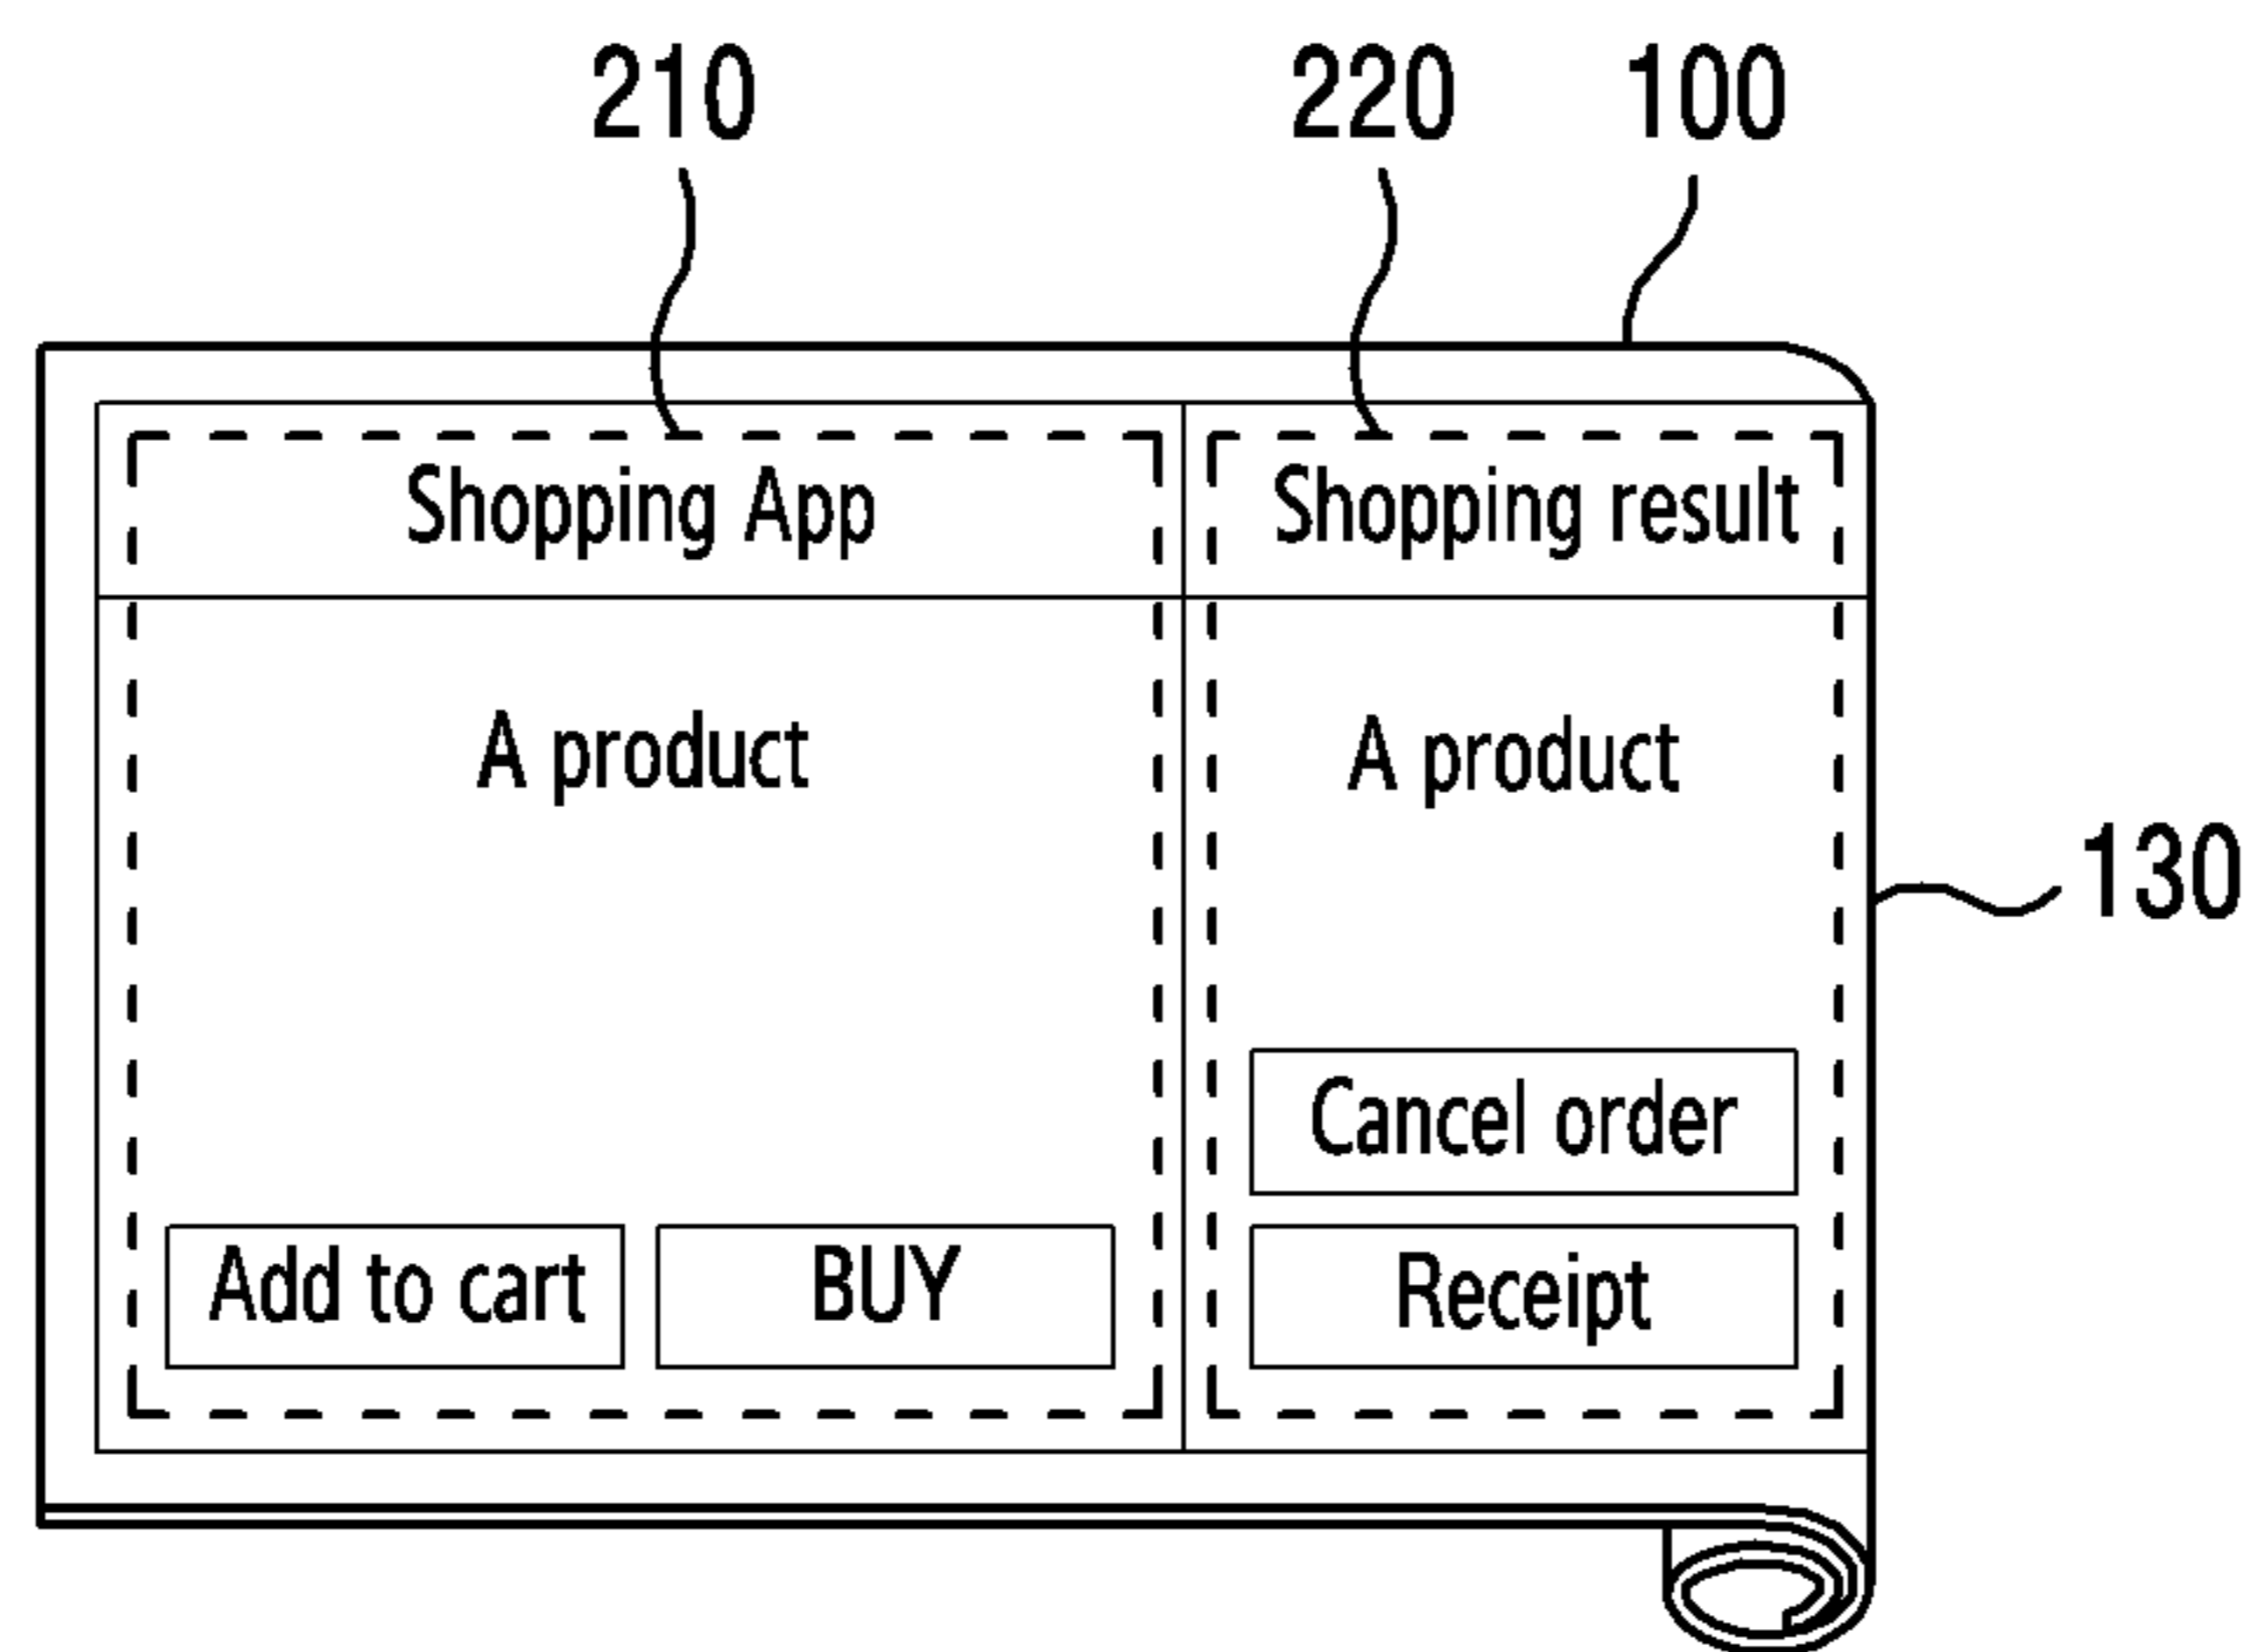 210 220 100
Shopping App Shopping result
A product A product
130
Cancel order
Add to cart BUY Receipt